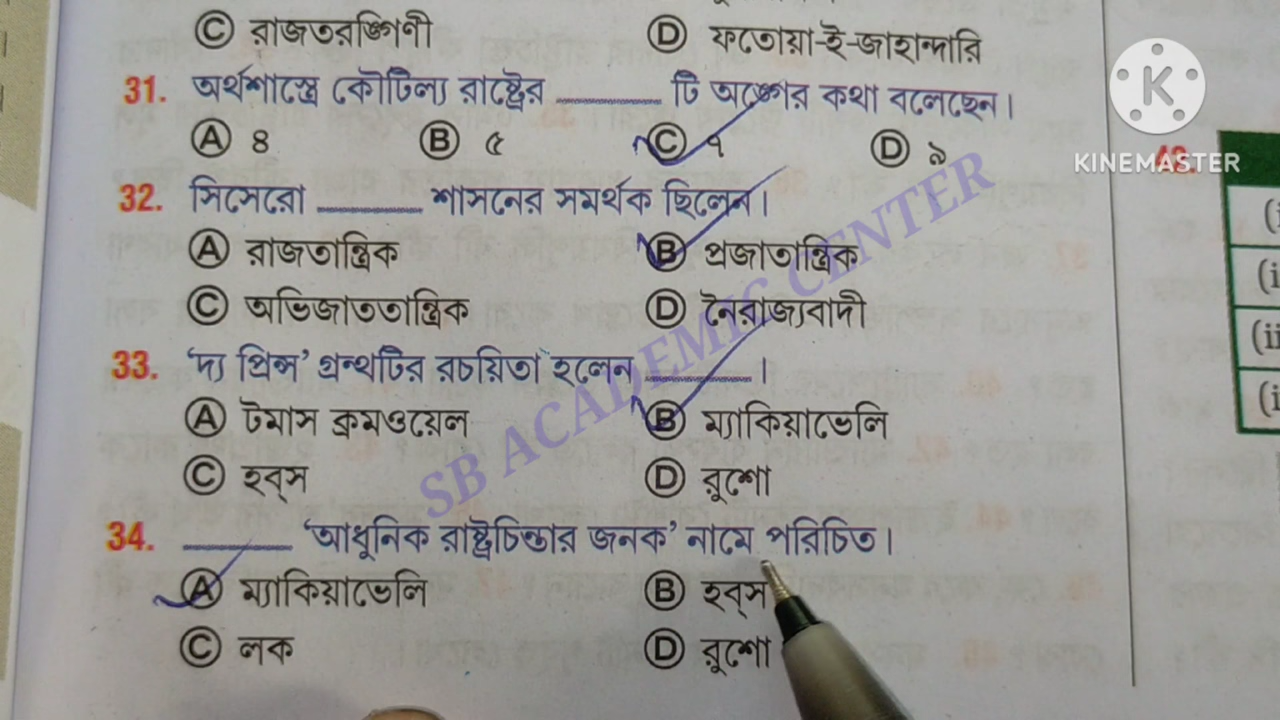 C রাজতরঙ্গিণী D ফতোয়া-ই-জাহান্দারি
31. অর্থশাস্ত্রে কৌটিল্য রাষ্ট্রের ______ টি অঙ্গের কথা বলেছেন।
A ৪ B ৫ C ৭ D ৯
32. সিসেরো ______ শাসনের সমর্থক ছিলেন।
A রাজতান্ত্রিক B প্রজাতান্ত্রিক
C অভিজাততান্ত্রিক D নৈরাজ্যবাদী
33. ‘দ্য প্রিন্স’ গ্রন্থটির রচয়িতা হলেন ______।
A টমাস ক্রমওয়েল B ম্যাকিয়াভেলি
C হব্‌স D রুশো
34. ______ ‘আধুনিক রাষ্ট্রচিন্তার জনক’ নামে পরিচিত।
A ম্যাকিয়াভেলি B হব্‌স
C লক D রুশো
K
KINEMASTER
SB ACADEMIC CENTER